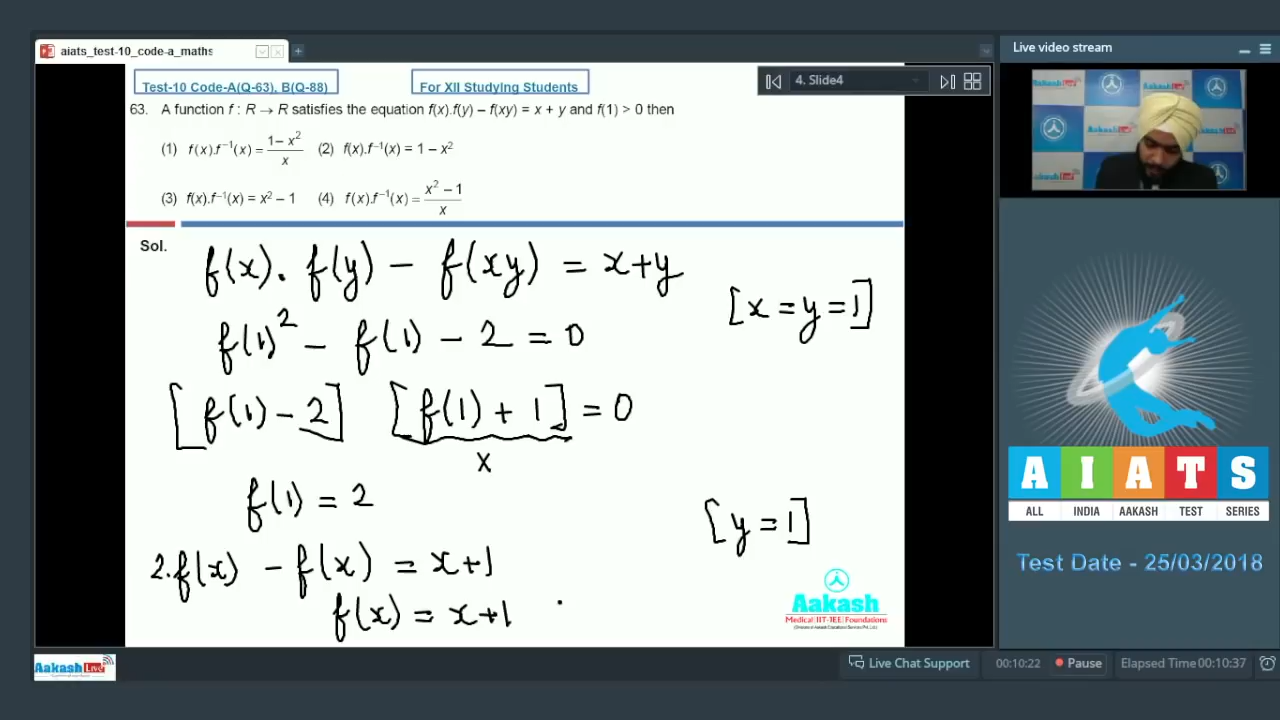 aiats_test-10_code-a_maths
Live video stream
Test-10 Code-A(Q-63), B(Q-88)
For XII Studying Students
4. Slide4
63. A function f : R → R satisfies the equation f(x).f(y) – f(xy) = x + y and f(1) > 0 then
(1) f(x).f⁻¹(x) = (1 – x²)/x (2) f(x).f⁻¹(x) = 1 – x²
(3) f(x).f⁻¹(x) = x² – 1 (4) f(x).f⁻¹(x) = (x² – 1)/x
Sol.
f(x). f(y) – f(xy) = x+y
[x = y = 1]
f(1)² – f(1) – 2 = 0
[f(1) – 2] [f(1) + 1] = 0
x
f(1) = 2
[y = 1]
2.f(x) – f(x) = x+1
f(x) = x+1
Aakash
Medical|IIT-JEE|Foundations
AIATS
ALL INDIA AAKASH TEST SERIES
Test Date - 25/03/2018
Aakash Live
Live Chat Support
00:10:22
Pause
Elapsed Time 00:10:37